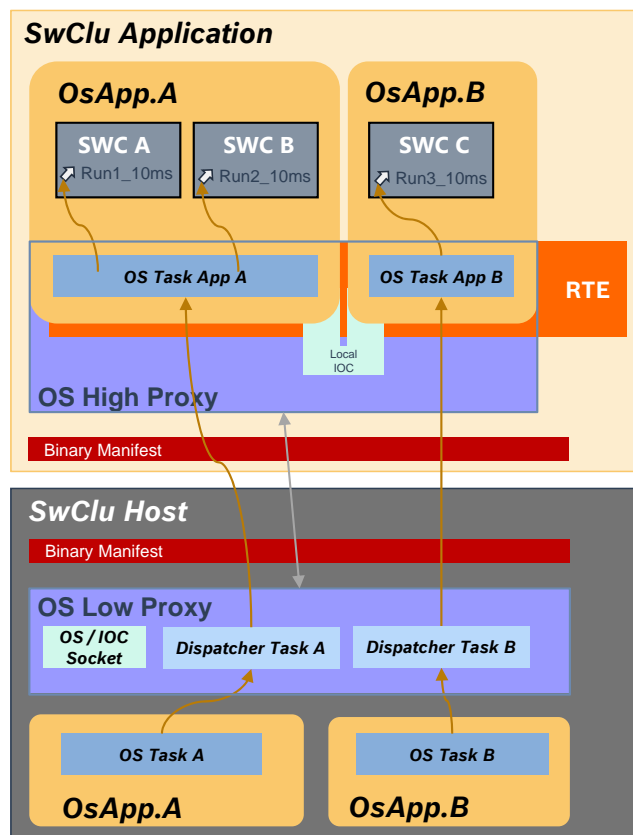 SwClu Application
OsApp.A
OsApp.B
SWC A
SWC B
SWC C
Run1_10ms
Run2_10ms
Run3_10ms
OS Task App A
OS Task App B
RTE
Local
IOC
OS High Proxy
Binary Manifest
SwClu Host
Binary Manifest
OS Low Proxy
OS / IOC
Socket
Dispatcher Task A
Dispatcher Task B
OS Task A
OS Task B
OsApp.A
OsApp.B